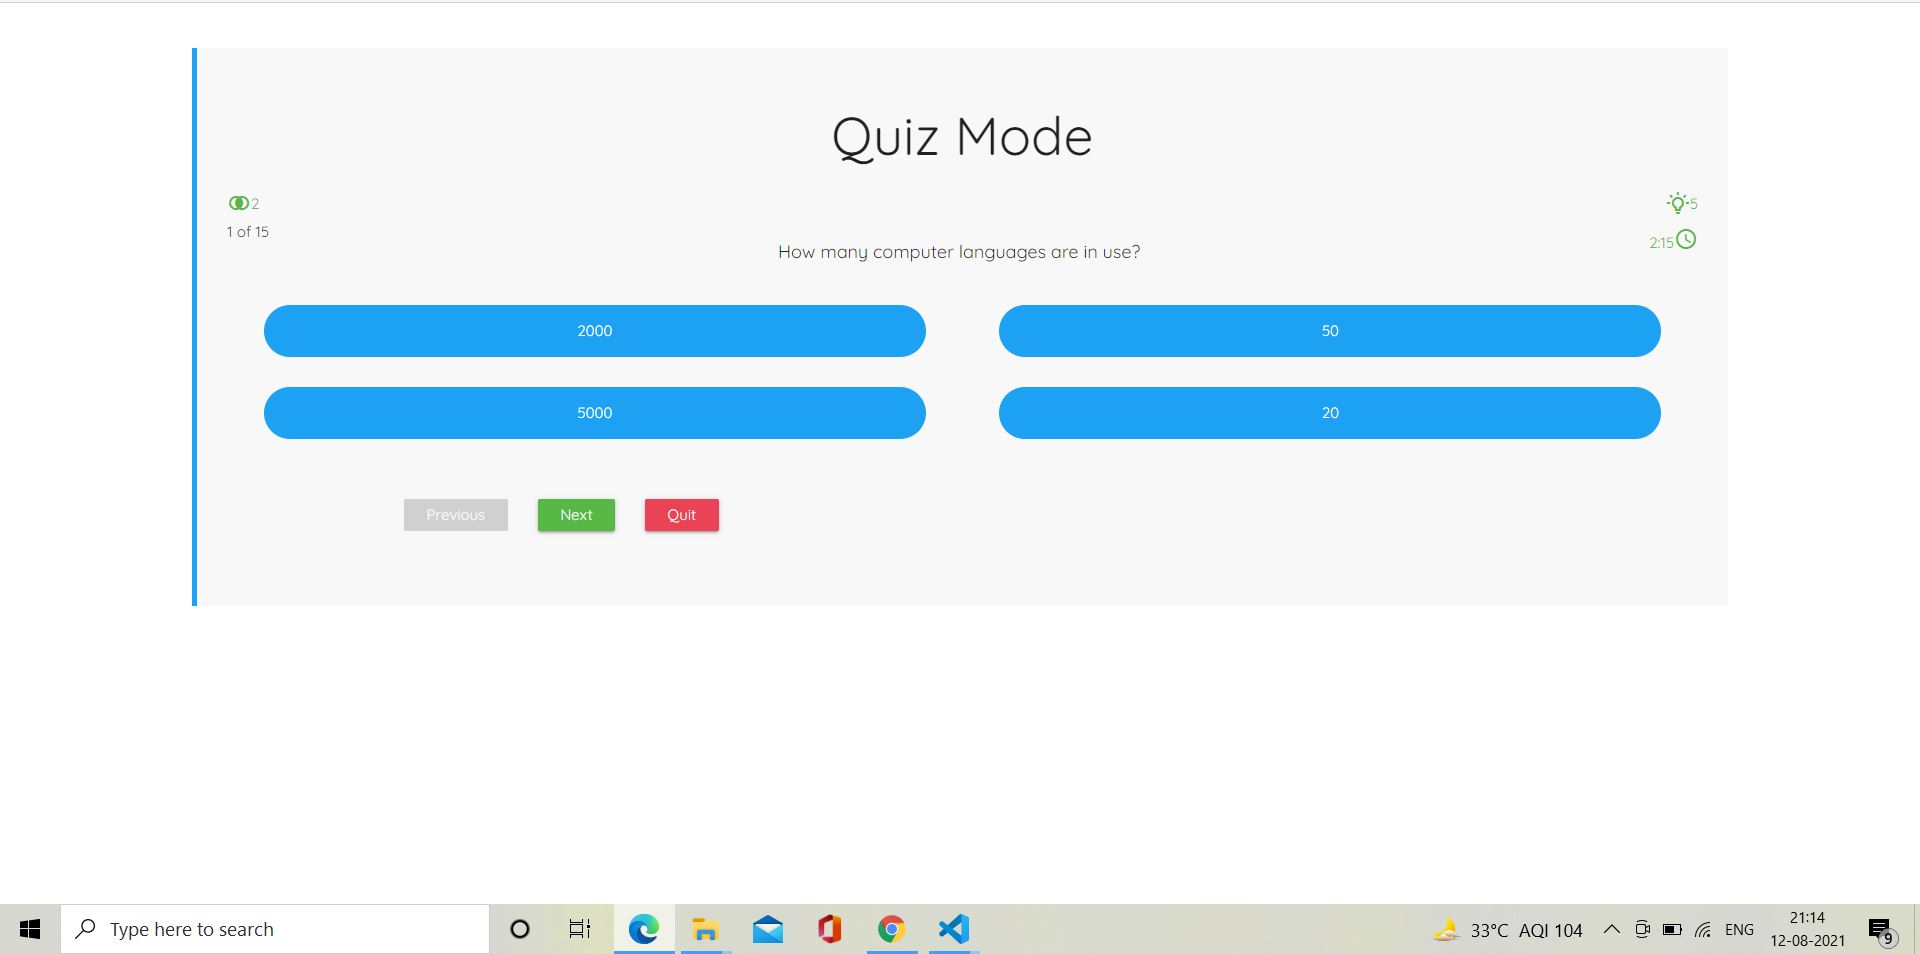 Quiz Mode
2
5
1 of 15
2:15
How many computer languages are in use?
2000
50
5000
20
Previous
Next
Quit
Type here to search
33°C AQI 104
ENG
21:14
12-08-2021
9